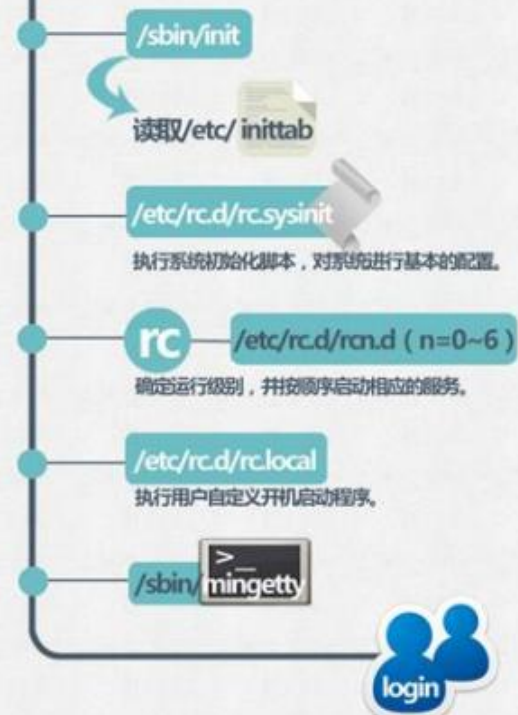 /sbin/init
读取/etc/ inittab
/etc/rc.d/rc.sysinit
执行系统初始化脚本，对系统进行基本的配置。
rc /etc/rc.d/rcn.d（n=0~6）
确定运行级别，并按顺序启动相应的服务。
/etc/rc.d/rc.local
执行用户自定义开机启动程序。
>_
/sbin/mingetty
login